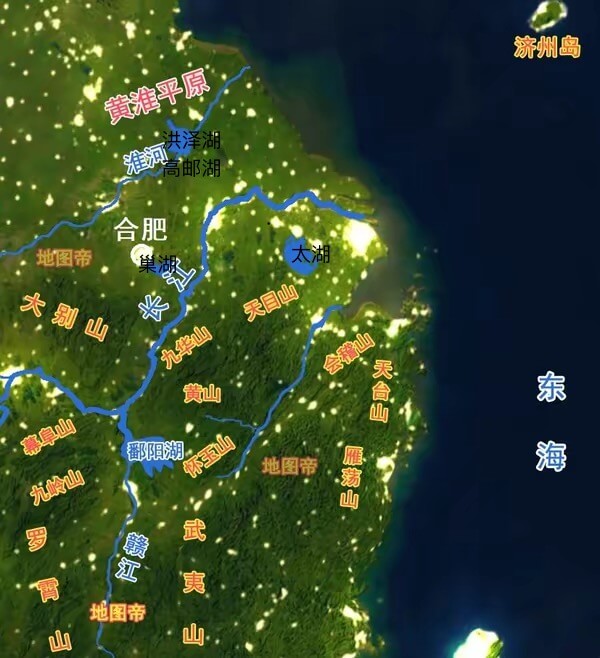 济州岛
黄淮平原
洪泽湖
淮河
高邮湖
合肥
地图帝
巢湖
太湖
长江
天目山
大别山
九华山
会稽山
天台山
黄山
东海
幕阜山
鄱阳湖
怀玉山
地图帝
雁荡山
九岭山
罗霄山
武夷山
赣江
地图帝